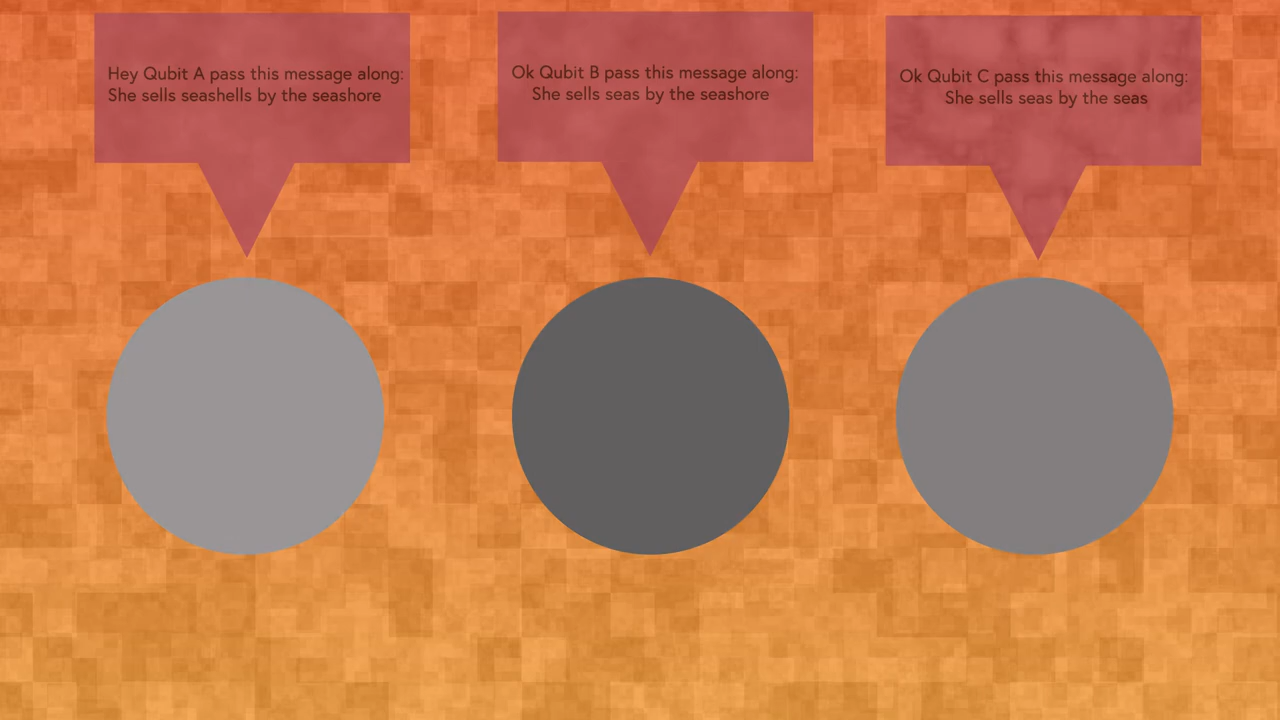 Hey Qubit A pass this message along:
She sells seashells by the seashore
Ok Qubit B pass this message along:
She sells seas by the seashore
Ok Qubit C pass this message along:
She sells seas by the seas